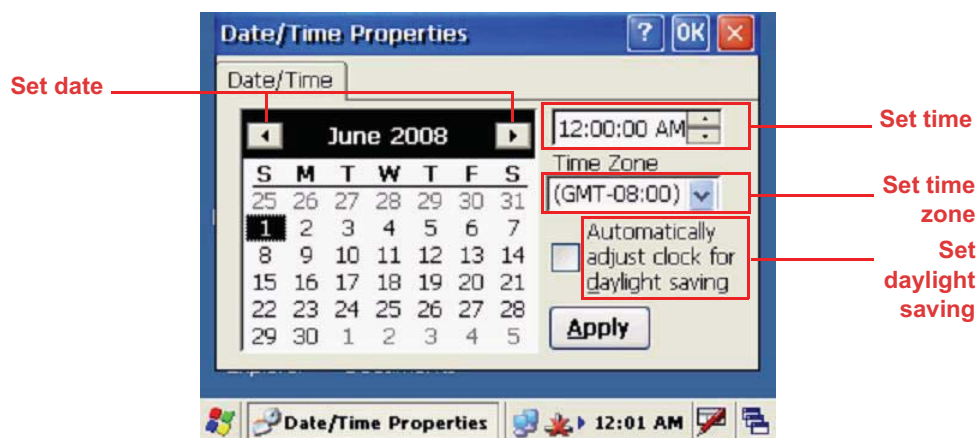 Date/Time Properties
? OK
Date/Time
Set date
June 2008
S M T W T F S
25 26 27 28 29 30 31
1 2 3 4 5 6 7
8 9 10 11 12 13 14
15 16 17 18 19 20 21
22 23 24 25 26 27 28
29 30 1 2 3 4 5
12:00:00 AM
Set time
Time Zone
(GMT-08:00)
Set time
zone
Automatically
adjust clock for
daylight saving
Set
daylight
saving
Apply
Date/Time Properties
12:01 AM